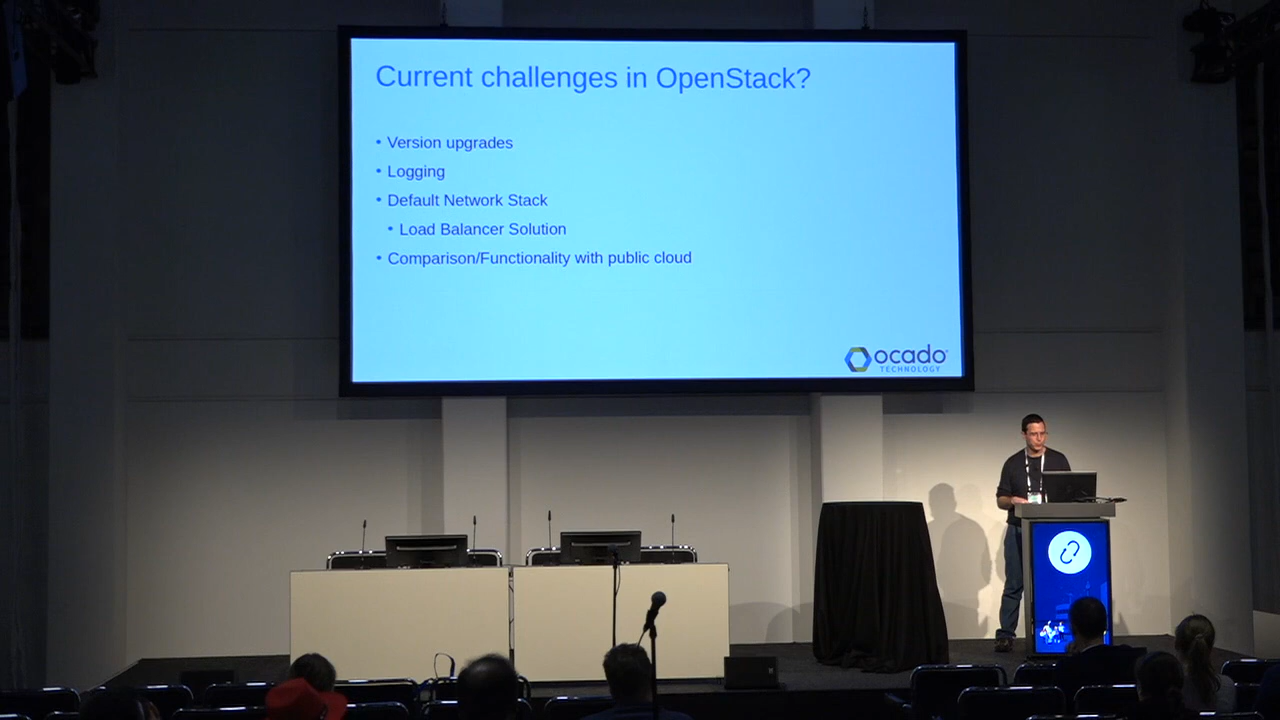 Current challenges in OpenStack?
• Version upgrades
• Logging
• Default Network Stack
• Load Balancer Solution
• Comparison/Functionality with public cloud
ocado
TECHNOLOGY